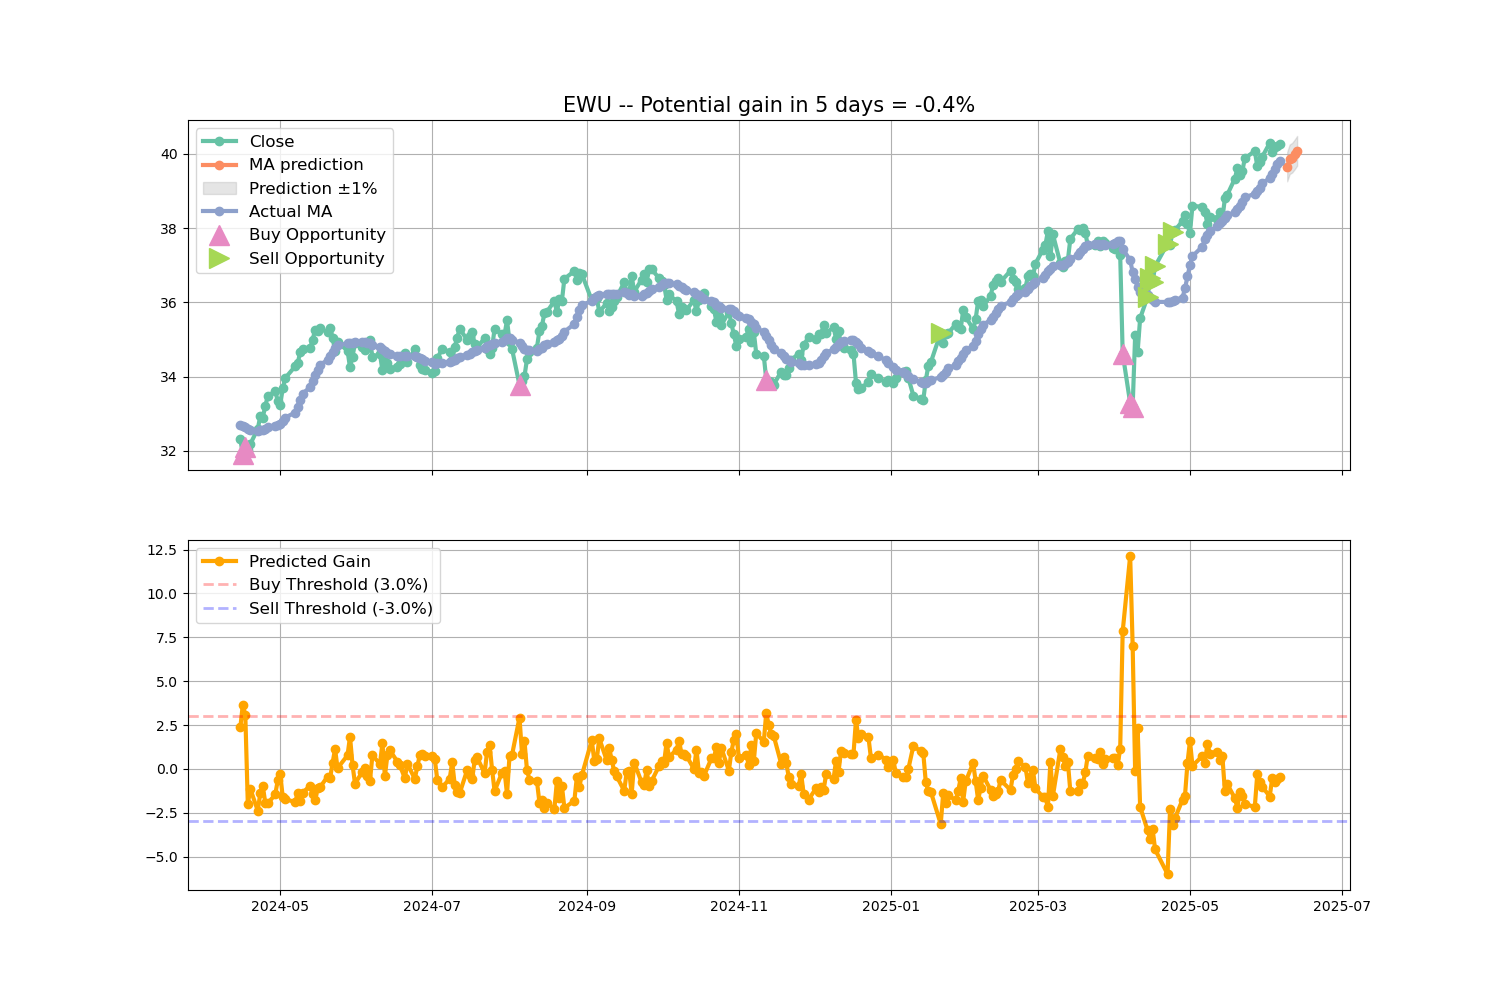 EWU -- Potential gain in 5 days = -0.4%
Close
MA prediction
Prediction ±1%
Actual MA
Buy Opportunity
Sell Opportunity
40
38
36
34
32
Predicted Gain
Buy Threshold (3.0%)
Sell Threshold (-3.0%)
12.5
10.0
7.5
5.0
2.5
0.0
−2.5
−5.0
2024-05 2024-07 2024-09 2024-11 2025-01 2025-03 2025-05 2025-07